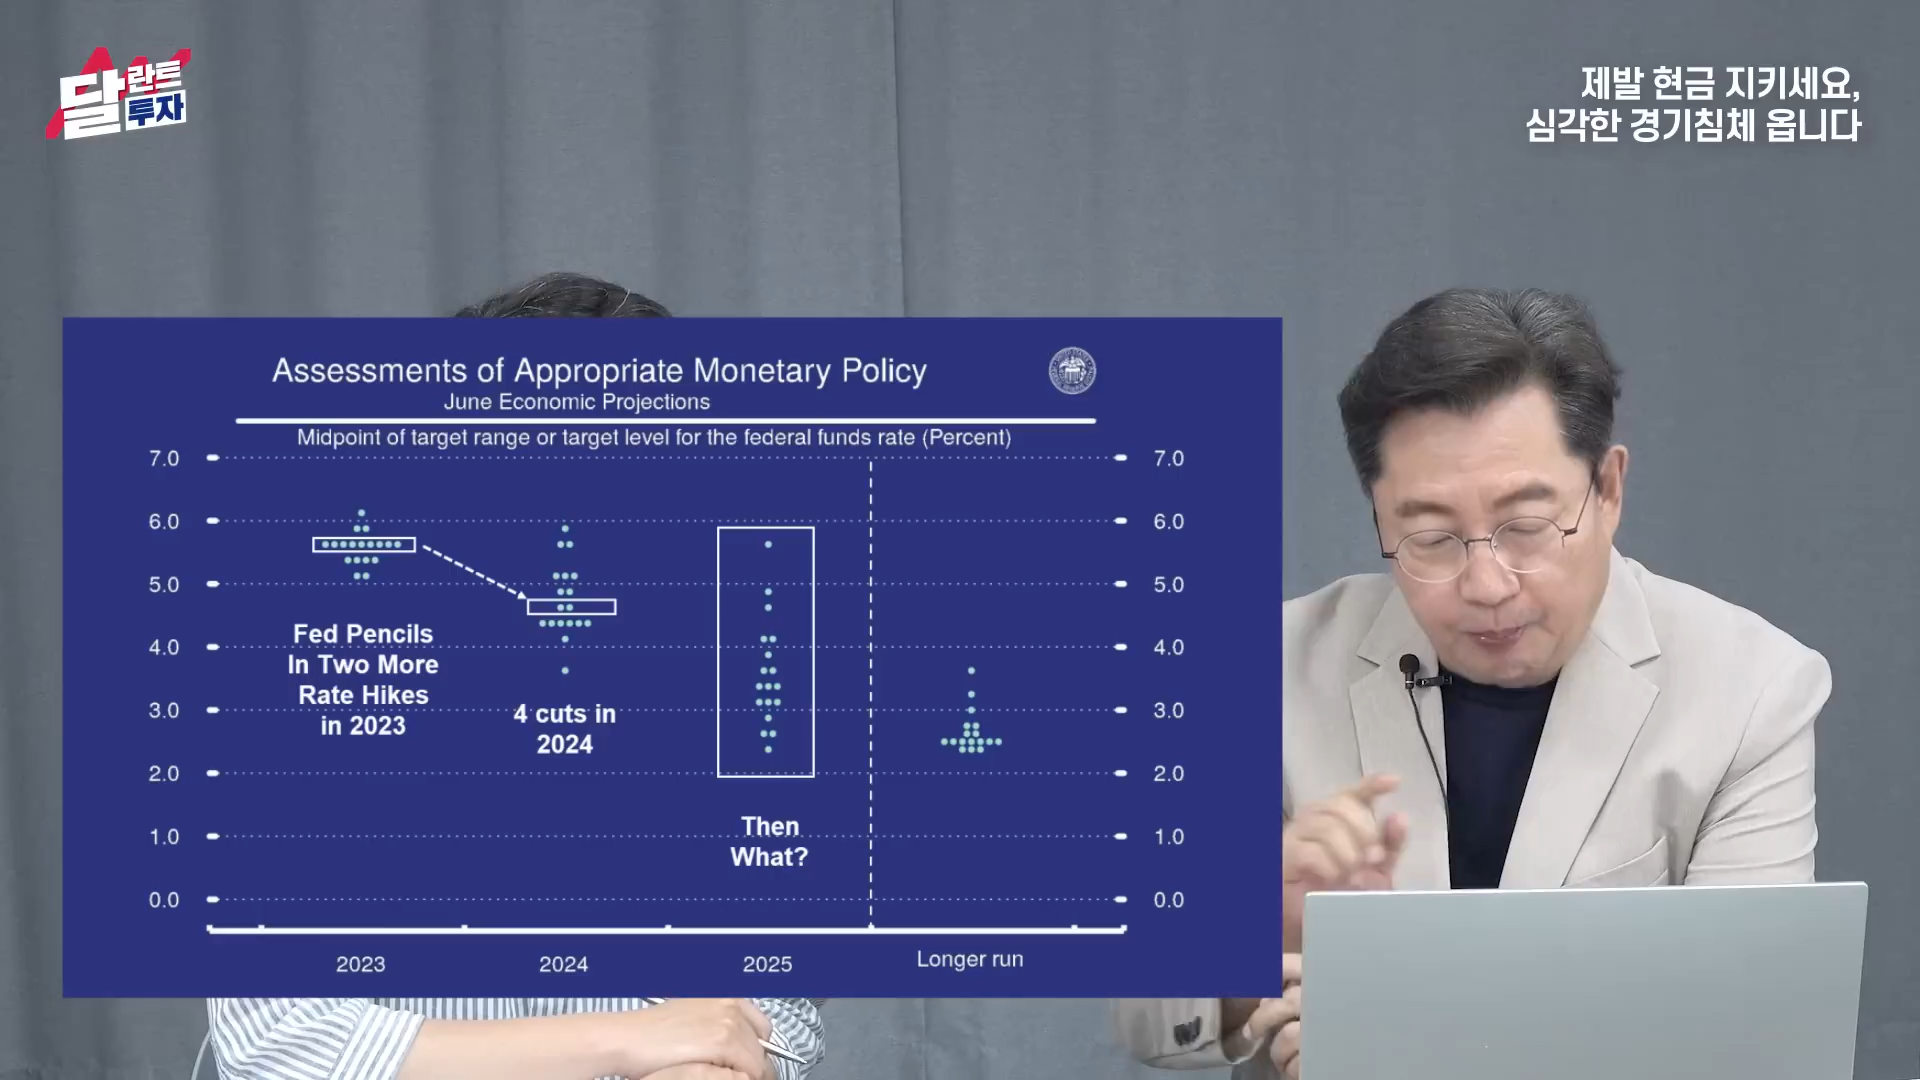 달란트
투자
제발 현금 지키세요,
심각한 경기침체 옵니다
Assessments of Appropriate Monetary Policy
June Economic Projections
Midpoint of target range or target level for the federal funds rate (Percent)
7.0 7.0
6.0 6.0
5.0 5.0
4.0 4.0
3.0 3.0
2.0 2.0
1.0 1.0
0.0 0.0
Fed Pencils
In Two More
Rate Hikes
in 2023
4 cuts in
2024
Then
What?
2023 2024 2025 Longer run